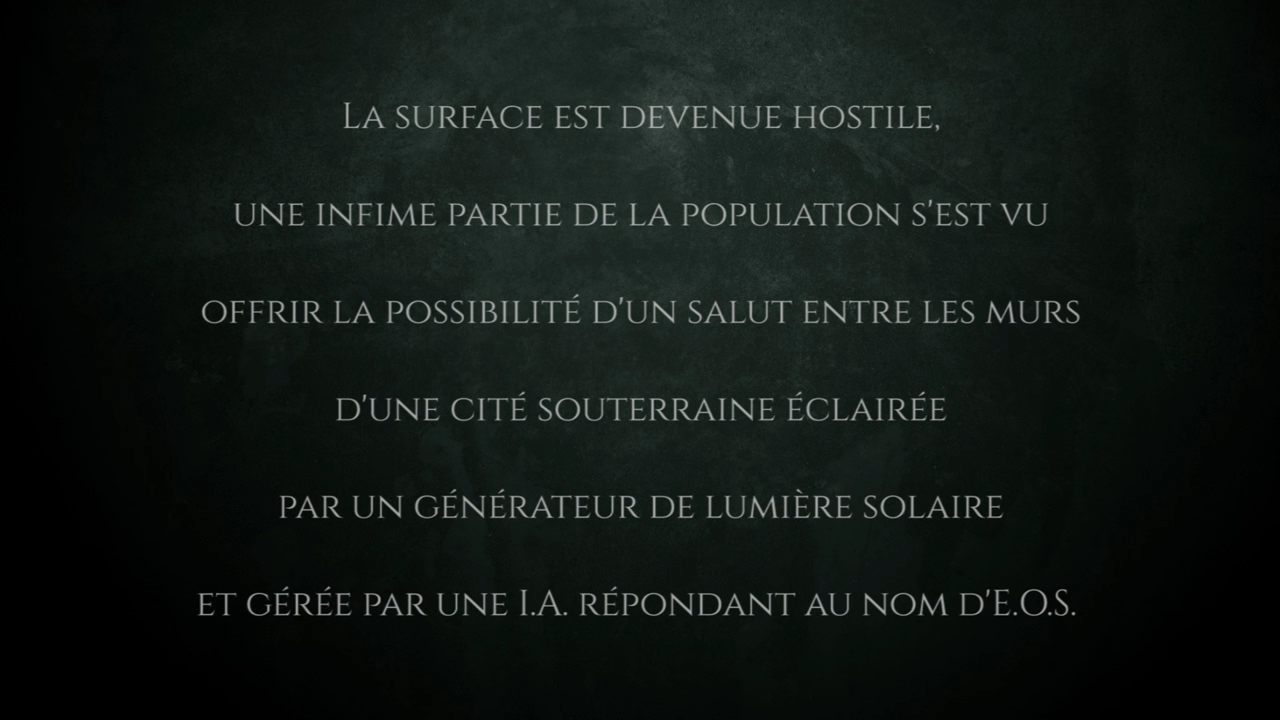 La surface est devenue hostile,
une infime partie de la population s'est vu
offrir la possibilité d'un salut entre les murs
d'une cité souterraine éclairée
par un générateur de lumière solaire
et gérée par une I.A. répondant au nom d'E.O.S.